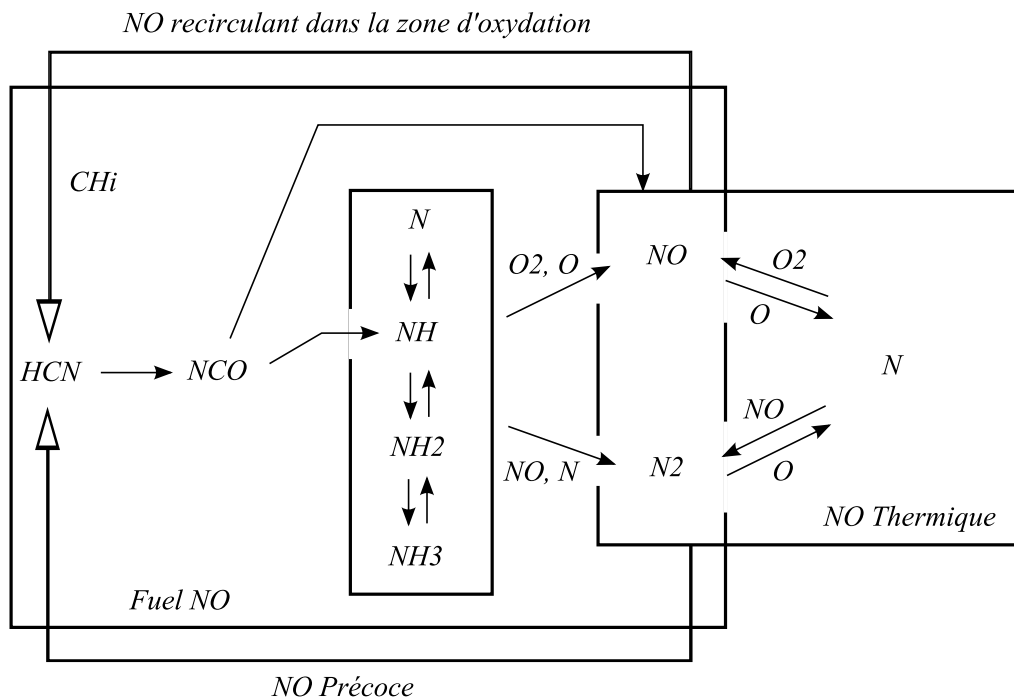 NO recirculant dans la zone d'oxydation
CHi
N
NO
O2, O
O2
O
NH
HCN
NCO
N
NO
NH2
NO, N
N2
O
NO Thermique
NH3
Fuel NO
NO Précoce